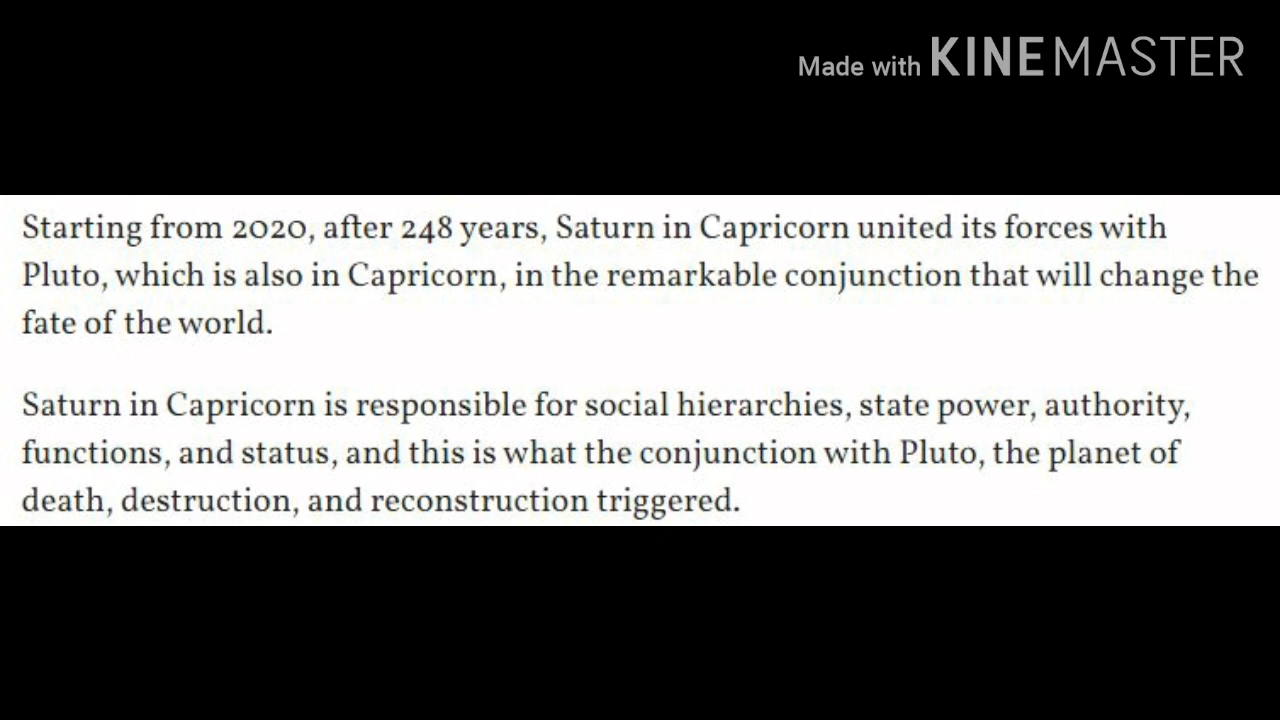 Made with KINEMASTER
Starting from 2020, after 248 years, Saturn in Capricorn united its forces with
Pluto, which is also in Capricorn, in the remarkable conjunction that will change the
fate of the world.
Saturn in Capricorn is responsible for social hierarchies, state power, authority,
functions, and status, and this is what the conjunction with Pluto, the planet of
death, destruction, and reconstruction triggered.